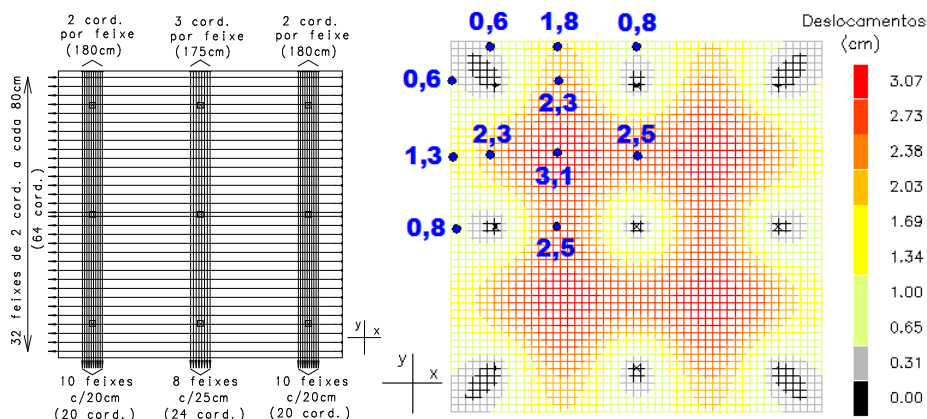 2 cord.
por feixe
(180cm)
3 cord.
por feixe
(175cm)
2 cord.
por feixe
(180cm)
32 feixes de 2 cord. a cada 80cm
(64 cord.)
y
x
10 feixes
c/20cm
(20 cord.)
8 feixes
c/25cm
(24 cord.)
10 feixes
c/20cm
(20 cord.)
0,6
1,8
0,8
0,6
2,3
2,3
2,5
1,3
3,1
0,8
2,5
y
x
Deslocamentos
(cm)
3.07
2.73
2.38
2.03
1.69
1.34
1.00
0.65
0.31
0.00